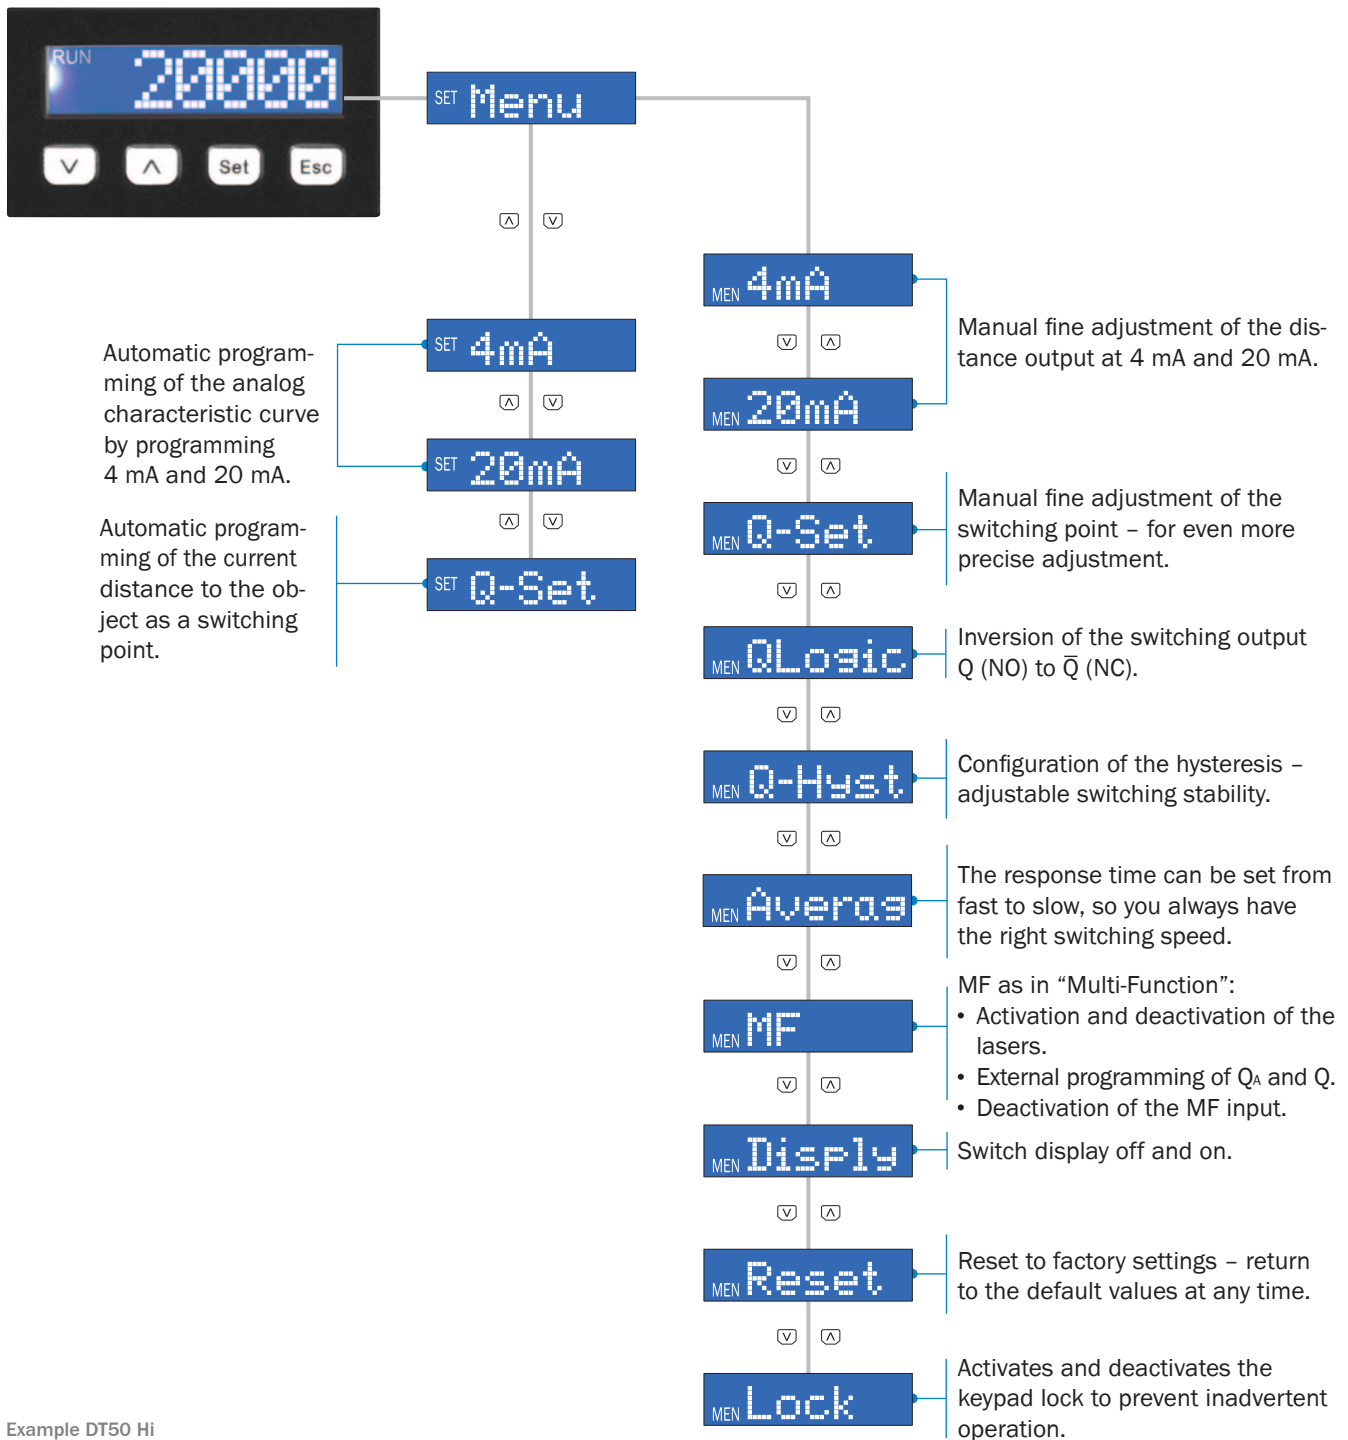 RUN 20000
Set Esc
SET Menu
SET 4mA
SET 20mA
SET Q-Set
Automatic program-
ming of the analog
characteristic curve
by programming
4 mA and 20 mA.
Automatic program-
ming of the current
distance to the ob-
ject as a switching
point.
MEN 4mA
MEN 20mA
Manual fine adjustment of the dis-
tance output at 4 mA and 20 mA.
MEN Q-Set
Manual fine adjustment of the
switching point – for even more
precise adjustment.
MEN QLogic
Inversion of the switching output
Q (NO) to Q̅ (NC).
MEN Q-Hyst
Configuration of the hysteresis –
adjustable switching stability.
MEN Averag
The response time can be set from
fast to slow, so you always have
the right switching speed.
MEN MF
MF as in “Multi-Function”:
• Activation and deactivation of the
lasers.
• External programming of QA and Q.
• Deactivation of the MF input.
MEN Disply
Switch display off and on.
MEN Reset
Reset to factory settings – return
to the default values at any time.
MEN Lock
Activates and deactivates the
keypad lock to prevent inadvertent
operation.
Example DT50 Hi